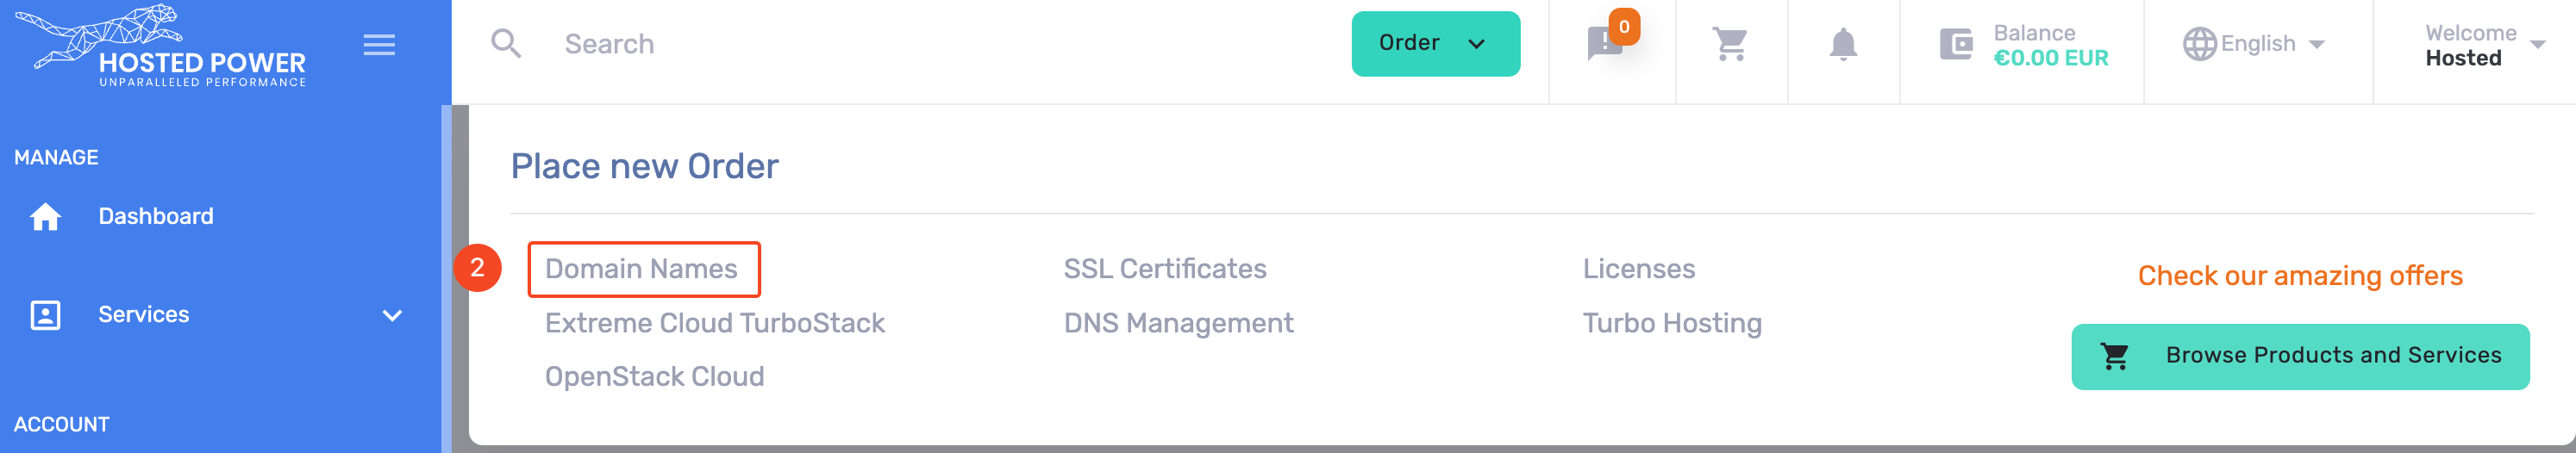 HOSTED POWER
UNPARALLELED PERFORMANCE
Search
Order
0
Balance
€0.00 EUR
English
Welcome
Hosted
MANAGE
Dashboard
Services
ACCOUNT
Place new Order
2
Domain Names
SSL Certificates
Licenses
Extreme Cloud TurboStack
DNS Management
Turbo Hosting
OpenStack Cloud
Check our amazing offers
Browse Products and Services